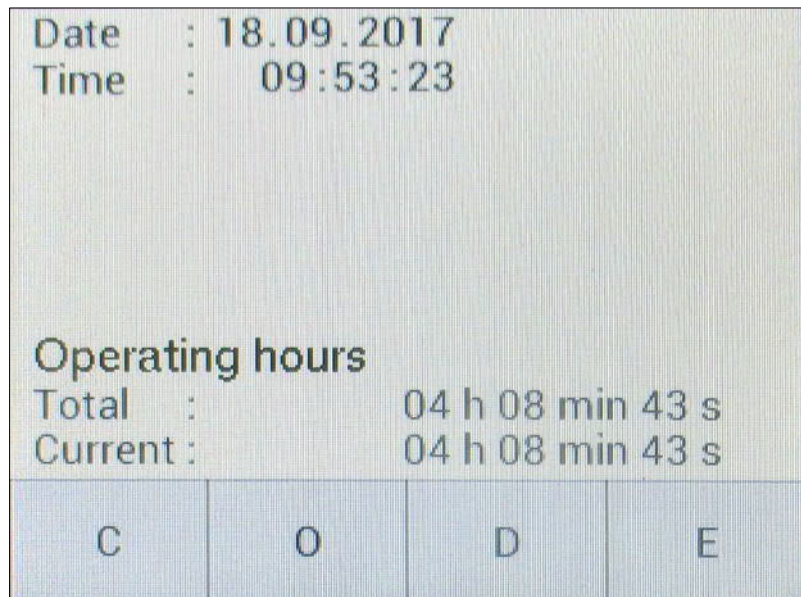 Date : 18.09.2017
Time : 09:53:23
Operating hours
Total : 04 h 08 min 43 s
Current : 04 h 08 min 43 s
C O D E